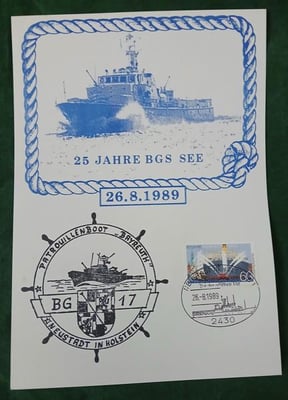 25 JAHRE BGS SEE
26.8.1989
PATROUILLENBOOT "BAYREUTH"
BG 17
NEUSTADT IN HOLSTEIN
60
26.-8.1989
2430